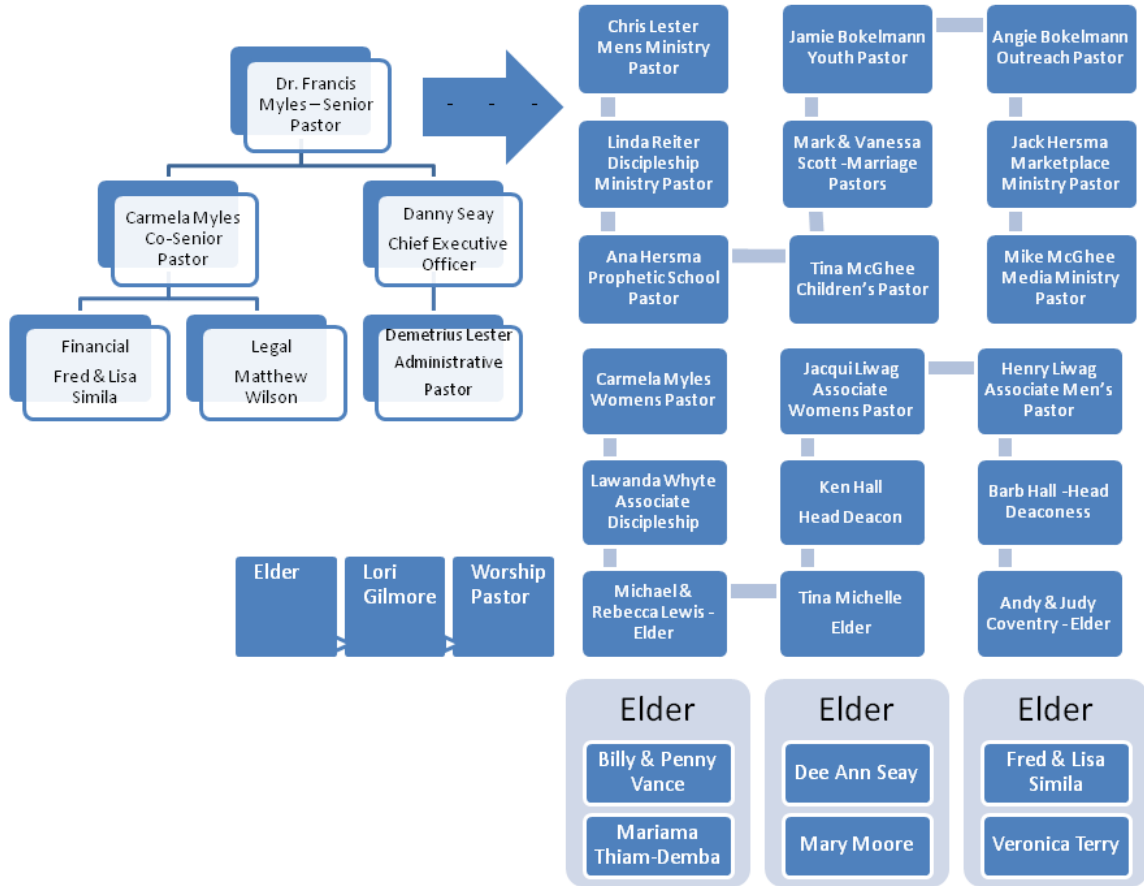 Dr. Francis
Myles – Senior
Pastor
Carmela Myles
Co-Senior
Pastor
Danny Seay
Chief Executive
Officer
Financial
Fred & Lisa
Simila
Legal
Matthew
Wilson
Demetrius Lester
Administrative
Pastor
- - -
Chris Lester
Mens Ministry
Pastor
Linda Reiter
Discipleship
Ministry Pastor
Ana Hersma
Prophetic School
Pastor
Tina McGhee
Children's Pastor
Mark & Vanessa
Scott -Marriage
Pastors
Jamie Bokelmann
Youth Pastor
Angie Bokelmann
Outreach Pastor
Jack Hersma
Marketplace
Ministry Pastor
Mike McGhee
Media Ministry
Pastor
Carmela Myles
Womens Pastor
Lawanda Whyte
Associate
Discipleship
Michael &
Rebecca Lewis -
Elder
Tina Michelle
Elder
Ken Hall
Head Deacon
Jacqui Liwag
Associate
Womens Pastor
Henry Liwag
Associate Men's
Pastor
Barb Hall -Head
Deaconess
Andy & Judy
Coventry - Elder
Elder
Lori
Gilmore
Worship
Pastor
Elder
Billy & Penny
Vance
Mariama
Thiam-Demba
Elder
Dee Ann Seay
Mary Moore
Elder
Fred & Lisa
Simila
Veronica Terry